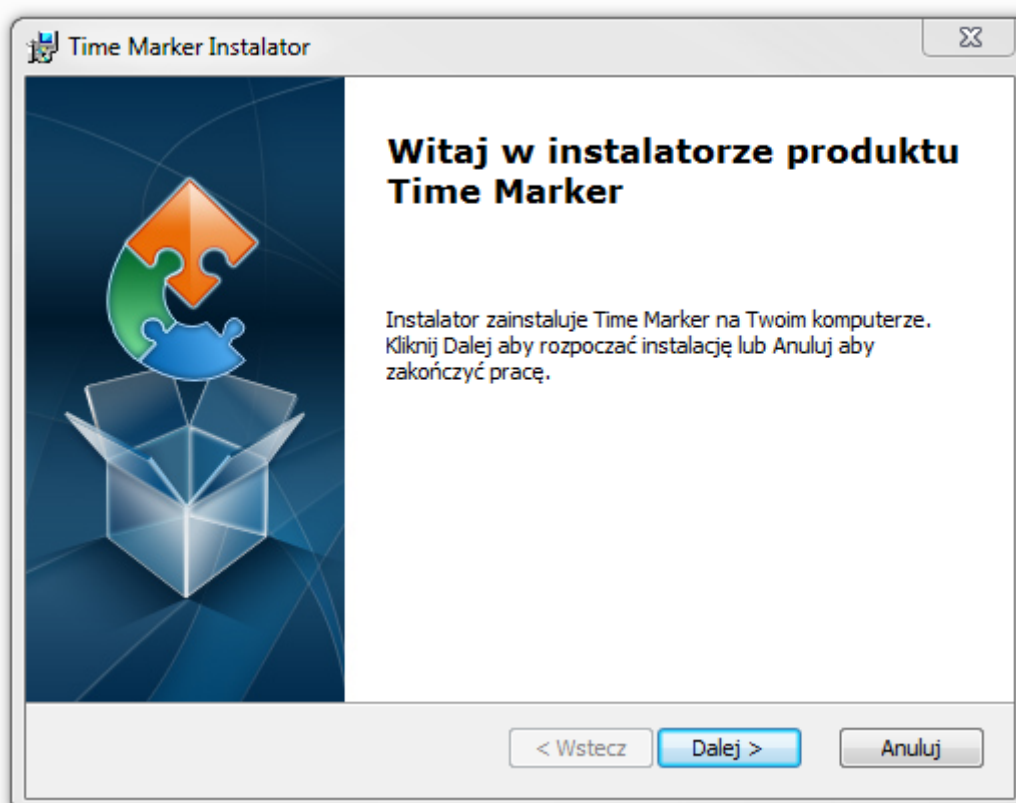 Time Marker Instalator
Witaj w instalatorze produktu
Time Marker
Instalator zainstaluje Time Marker na Twoim komputerze.
Kliknij Dalej aby rozpoczać instalację lub Anuluj aby
zakończyć pracę.
< Wstecz
Dalej >
Anuluj